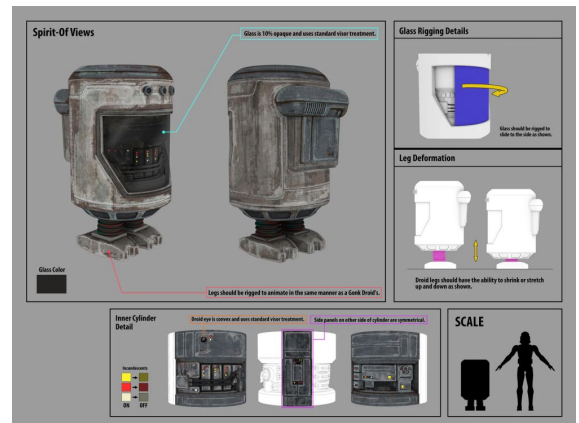 Spirit-Of Views
Glass is 10% opaque and uses standard visor treatment.
Glass Color
Legs should be rigged to animate in the same manner as a Gonk Droid's.
Glass Rigging Details
Glass should be rigged to
slide to the side as shown.
Leg Deformation
Droid legs should have the ability to shrink or stretch
up and down as shown.
Inner Cylinder
Detail
Droid eye is convex and uses standard visor treatment.
Side panels on other side of cylinder are symmetrical.
Incandescents
ON OFF
SCALE